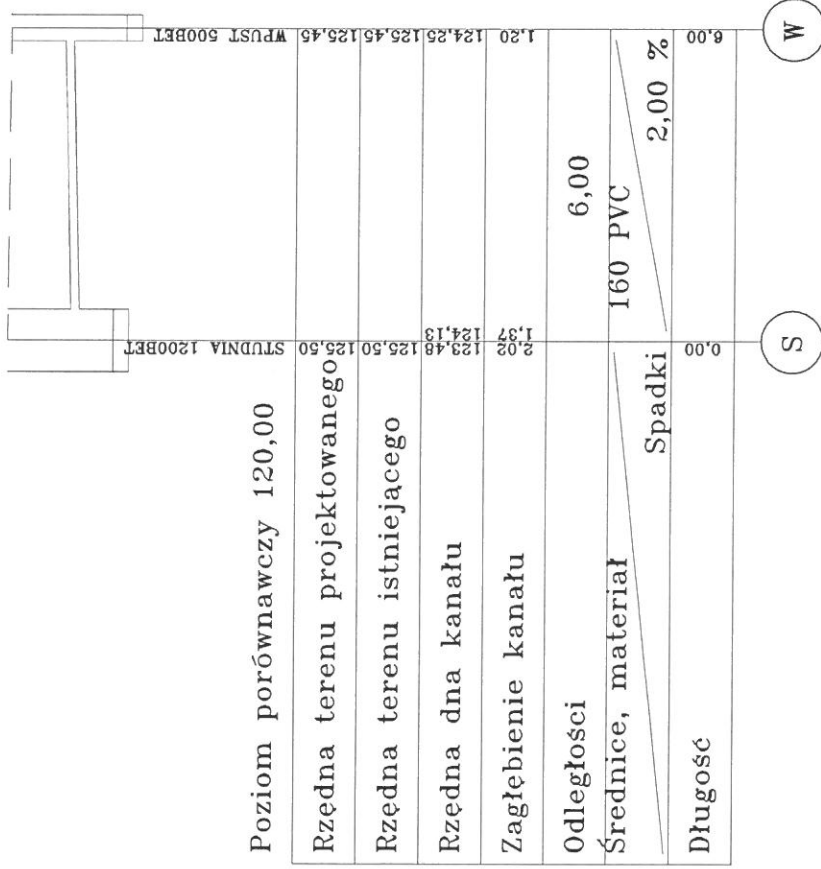 STUDNIA 1200BET
WPUST 500BET
Poziom porównawczy 120,00
Rzędna terenu projektowanego
125,50
125,45
Rzędna terenu istniejącego
125,50
125,45
Rzędna dna kanału
123,48
124,13
124,25
Zagłębienie kanału
2,02
1,37
1,20
Odległości
6,00
Średnice, materiał
160 PVC
Spadki
2,00 %
Długość
0,00
6,00
S
W